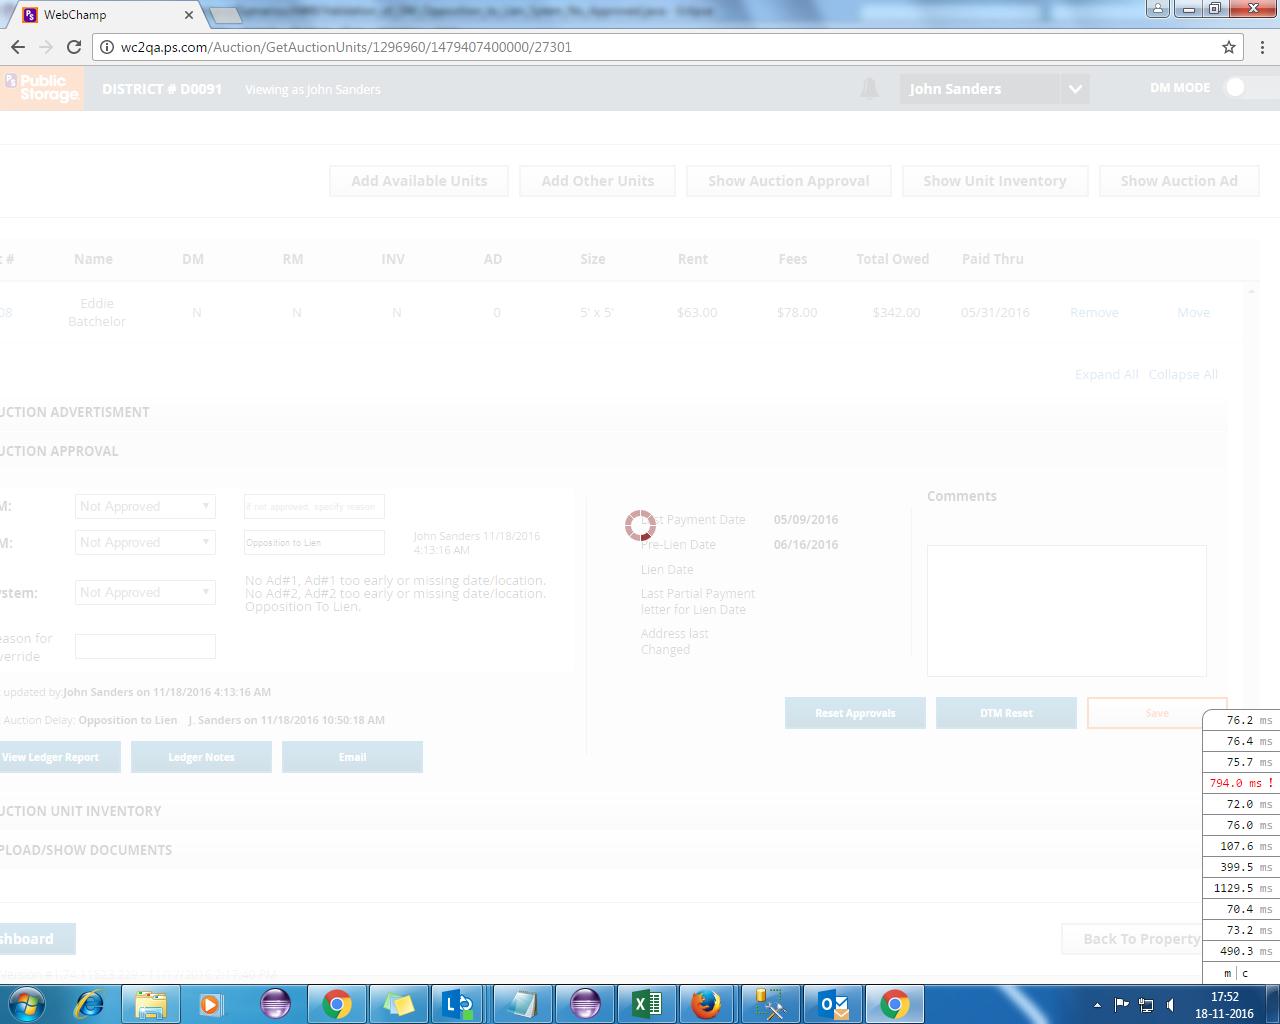 WebChamp
wc2qa.ps.com/Auction/GetAuctionUnits/1296960/1479407400000/27301
Public Storage
DISTRICT # D0091
Viewing as John Sanders
John Sanders
DM MODE
Add Available Units
Add Other Units
Show Auction Approval
Show Unit Inventory
Show Auction Ad
#
Name
DM
RM
INV
AD
Size
Rent
Fees
Total Owed
Paid Thru
08
Eddie
Batchelor
N
N
N
0
5' x 5'
$63.00
$78.00
$342.00
05/31/2016
Remove
Move
Expand All
Collapse All
UCTION ADVERTISMENT
UCTION APPROVAL
M:
Not Approved
if not approved, specify reason
M:
Not Approved
Opposition to Lien
John Sanders 11/18/2016
4:13:16 AM
ystem:
Not Approved
No Ad#1, Ad#1 too early or missing date/location.
No Ad#2, Ad#2 too early or missing date/location.
Opposition To Lien.
eason for
verride
updated by:John Sanders on 11/18/2016 4:13:16 AM
Auction Delay: Opposition to Lien J. Sanders on 11/18/2016 10:50:18 AM
View Ledger Report
Ledger Notes
Email
Last Payment Date 05/09/2016
Pre-Lien Date 06/16/2016
Lien Date
Last Partial Payment
letter for Lien Date
Address last
Changed
Comments
Reset Approvals
DTM Reset
Save
UCTION UNIT INVENTORY
PLOAD/SHOW DOCUMENTS
shboard
Back To Property
76.2 ms
76.4 ms
75.7 ms
794.0 ms !
72.0 ms
76.0 ms
107.6 ms
399.5 ms
1129.5 ms
70.4 ms
73.2 ms
490.3 ms
m c
17:52
18-11-2016